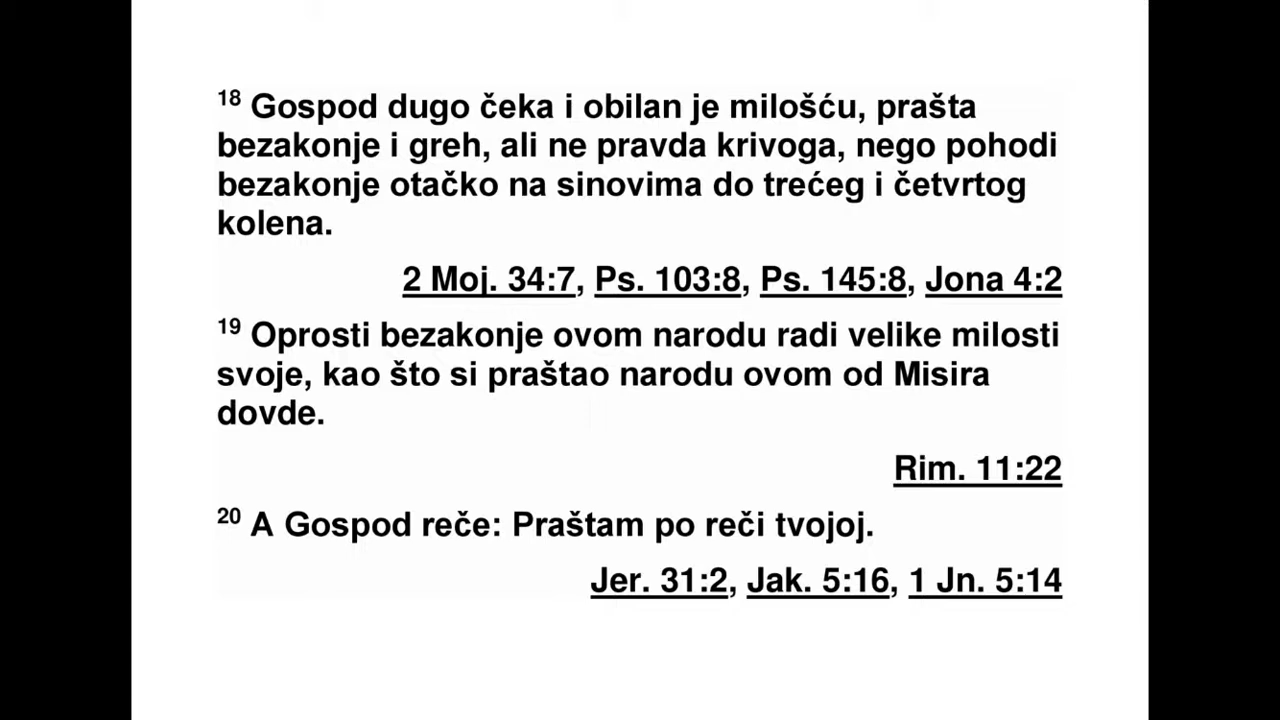 18 Gospod dugo čeka i obilan je milošću, prašta
bezakonje i greh, ali ne pravda krivoga, nego pohodi
bezakonje otačko na sinovima do trećeg i četvrtog
kolena.
2 Moj. 34:7, Ps. 103:8, Ps. 145:8, Jona 4:2
19 Oprosti bezakonje ovom narodu radi velike milosti
svoje, kao što si praštao narodu ovom od Misira
dovde.
Rim. 11:22
20 A Gospod reče: Praštam po reči tvojoj.
Jer. 31:2, Jak. 5:16, 1 Jn. 5:14